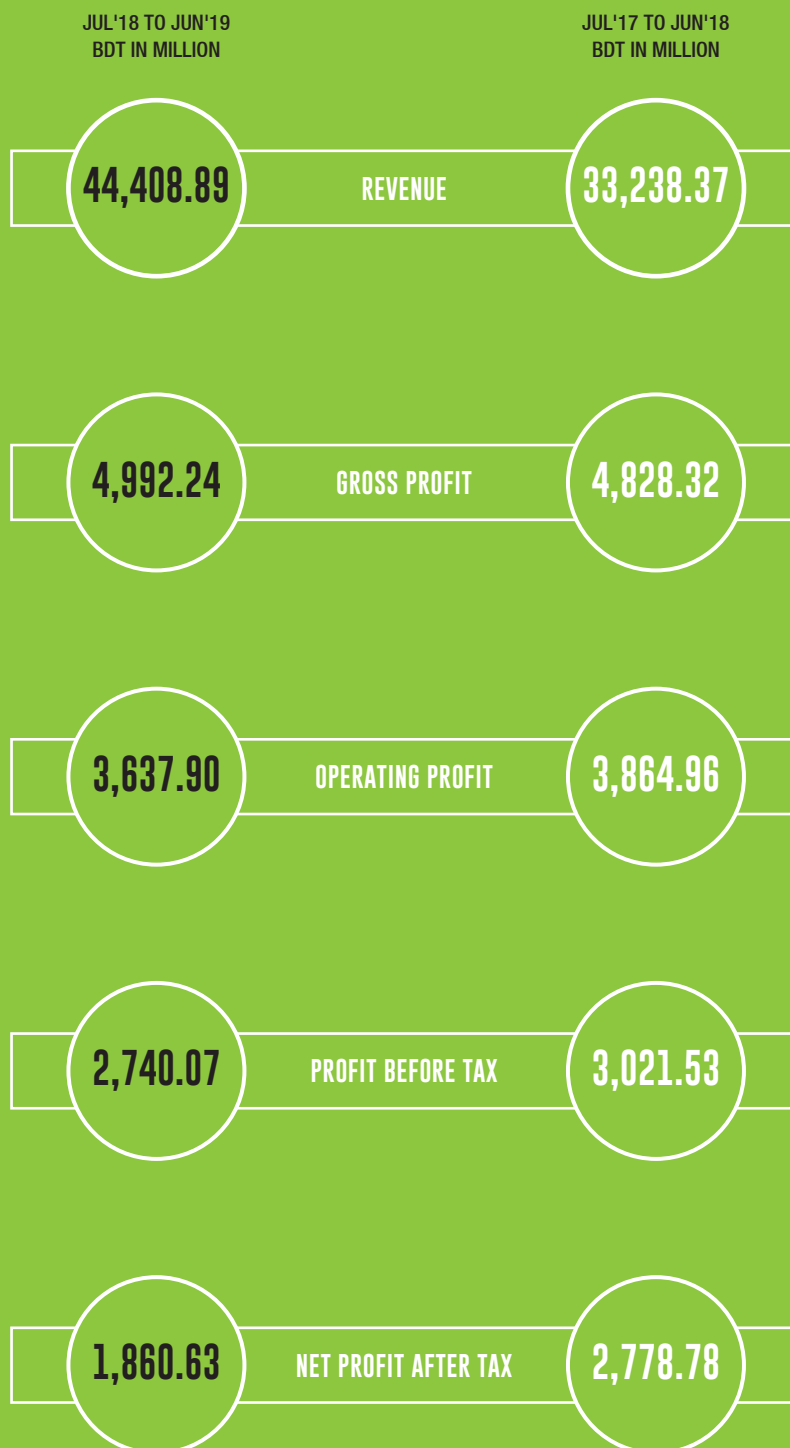 JUL'18 TO JUN'19
BDT IN MILLION
JUL'17 TO JUN'18
BDT IN MILLION
44,408.89 REVENUE 33,238.37
4,992.24 GROSS PROFIT 4,828.32
3,637.90 OPERATING PROFIT 3,864.96
2,740.07 PROFIT BEFORE TAX 3,021.53
1,860.63 NET PROFIT AFTER TAX 2,778.78